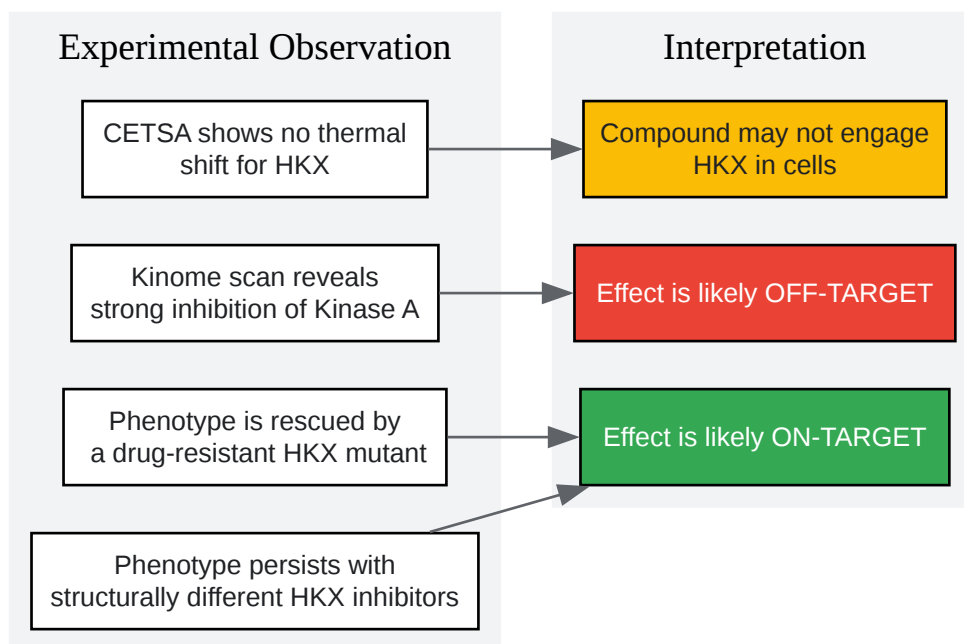 Experimental Observation
Interpretation
CETSA shows no thermal
shift for HKX
Compound may not engage
HKX in cells
Kinome scan reveals
strong inhibition of Kinase A
Effect is likely OFF-TARGET
Phenotype is rescued by
a drug-resistant HKX mutant
Effect is likely ON-TARGET
Phenotype persists with
structurally different HKX inhibitors